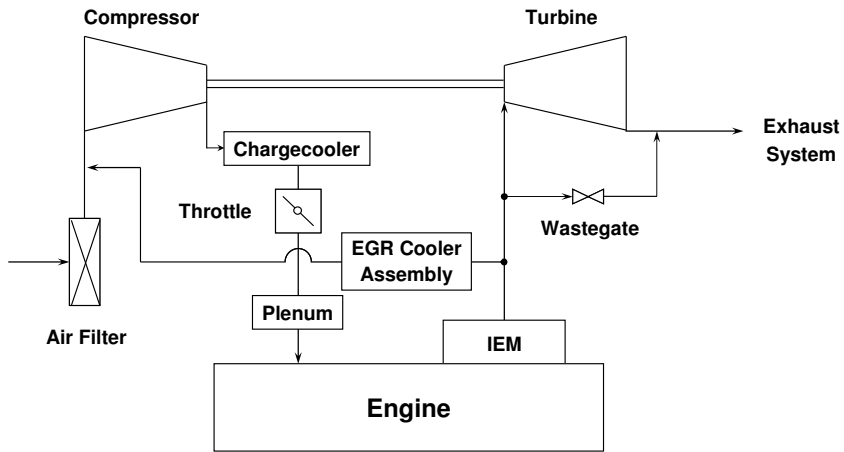 Compressor
Turbine
Chargecooler
Exhaust
System
Throttle
Wastegate
EGR Cooler
Assembly
Plenum
Air Filter
IEM
Engine